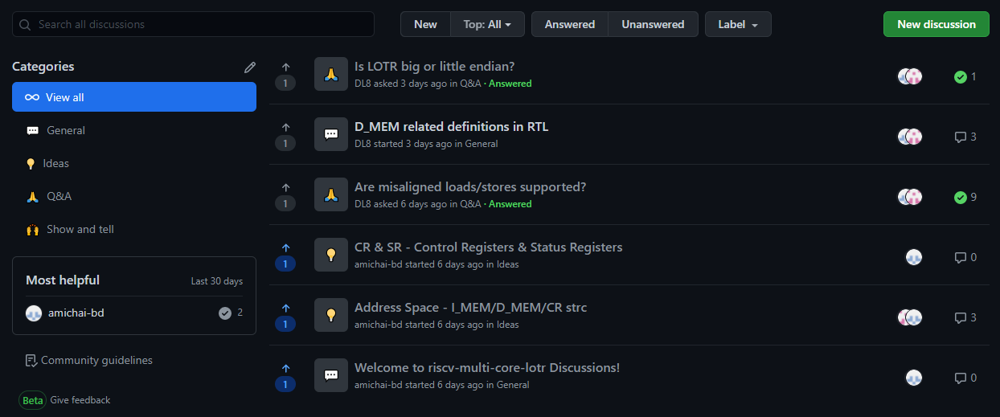 Search all discussions
New
Top: All
Answered
Unanswered
Label
New discussion
Categories
View all
General
Ideas
Q&A
Show and tell
Most helpful
Last 30 days
amichai-bd
2
Community guidelines
Beta Give feedback
1
Is LOTR big or little endian?
DL8 asked 3 days ago in Q&A · Answered
1
1
D_MEM related definitions in RTL
DL8 started 3 days ago in General
3
1
Are misaligned loads/stores supported?
DL8 asked 6 days ago in Q&A · Answered
9
1
CR & SR - Control Registers & Status Registers
amichai-bd started 6 days ago in Ideas
0
1
Address Space - I_MEM/D_MEM/CR strc
amichai-bd started 6 days ago in Ideas
3
1
Welcome to riscv-multi-core-lotr Discussions!
amichai-bd started 6 days ago in General
0